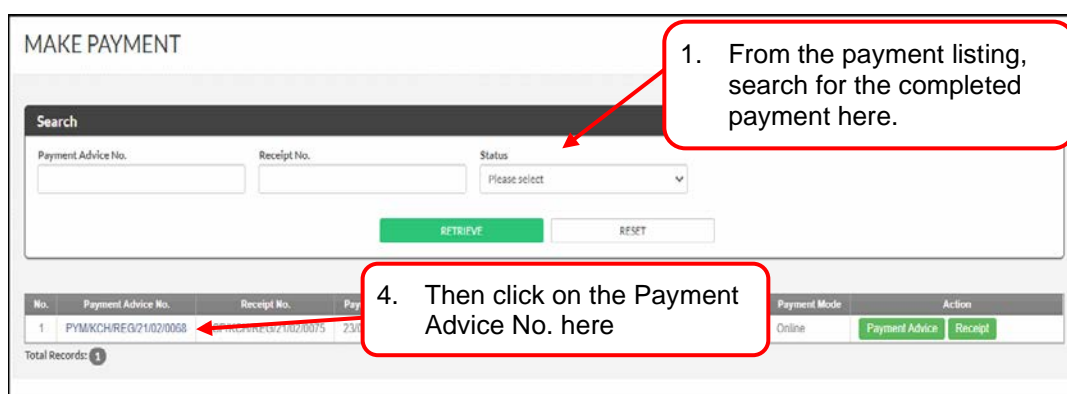 MAKE PAYMENT
1. From the payment listing,
search for the completed
payment here.
Search
Payment Advice No. Receipt No. Status
Please select
RETRIEVE RESET
4. Then click on the Payment
Advice No. here
No. Payment Advice No. Receipt No. Payment Mode Action
1 PYM/KCH/REG/21/02/0068 Online Payment Advice Receipt
Total Records: 1